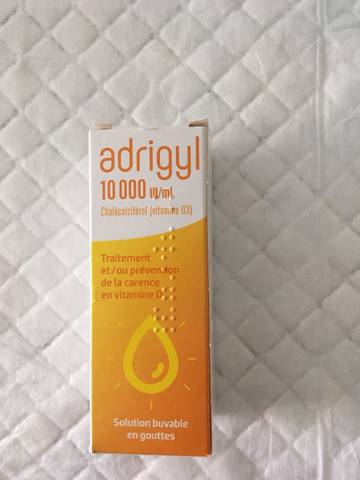 adrigyl
10 000 UI/ml
Cholécalciférol (vitamine D3)
Traitement
et/ou prévention
de la carence
en vitamine D
Solution buvable
en gouttes